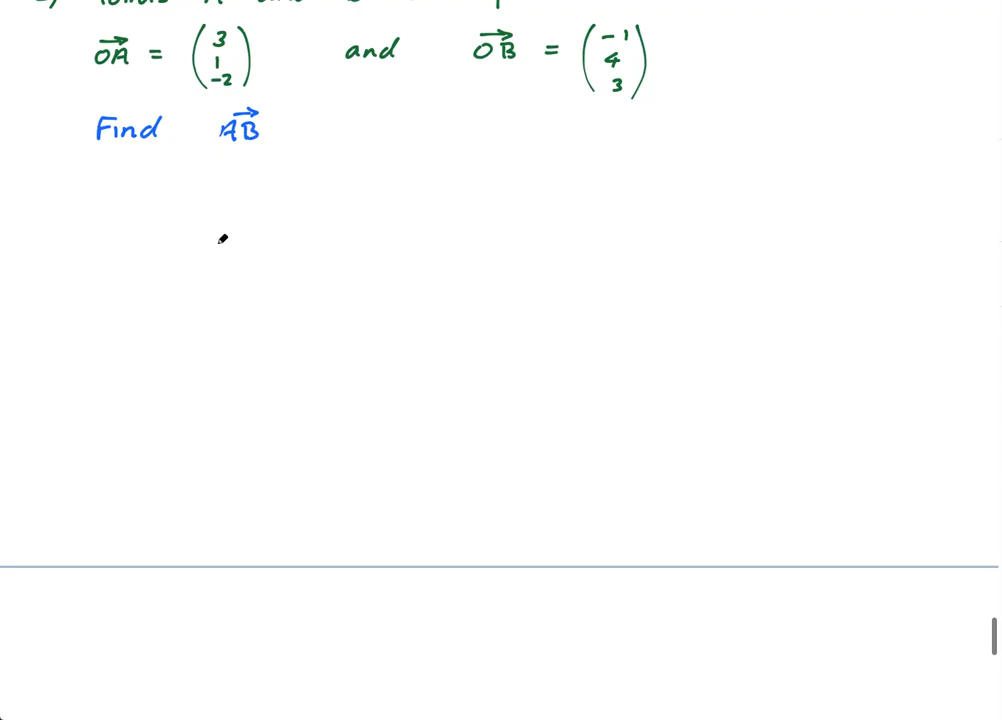 OA = ( 3 1 -2 ) and OB = ( -1 4 3 )
Find AB